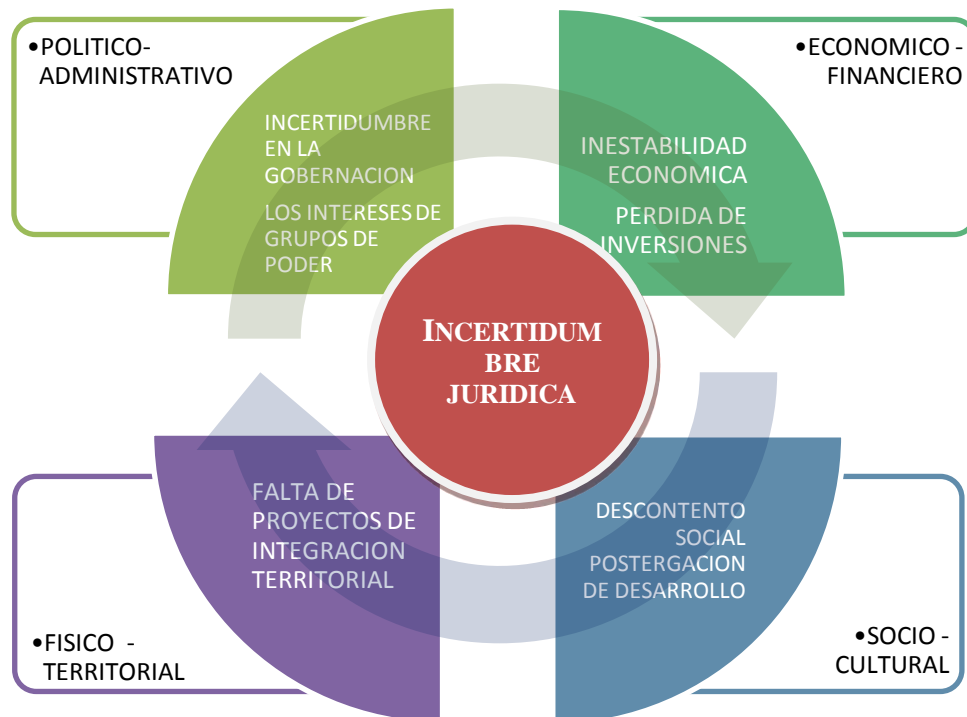 •POLITICO-
ADMINISTRATIVO
INCERTIDUMBRE
EN LA
GOBERNACION
LOS INTERESES DE
GRUPOS DE
PODER
•ECONOMICO -
FINANCIERO
INESTABILIDAD
ECONOMICA
PERDIDA DE
INVERSIONES
INCERTIDUM
BRE
JURIDICA
FALTA DE
PROYECTOS DE
INTEGRACION
TERRITORIAL
•FISICO -
TERRITORIAL
DESCONTENTO
SOCIAL
POSTERGACION
DE DESARROLLO
•SOCIO -
CULTURAL